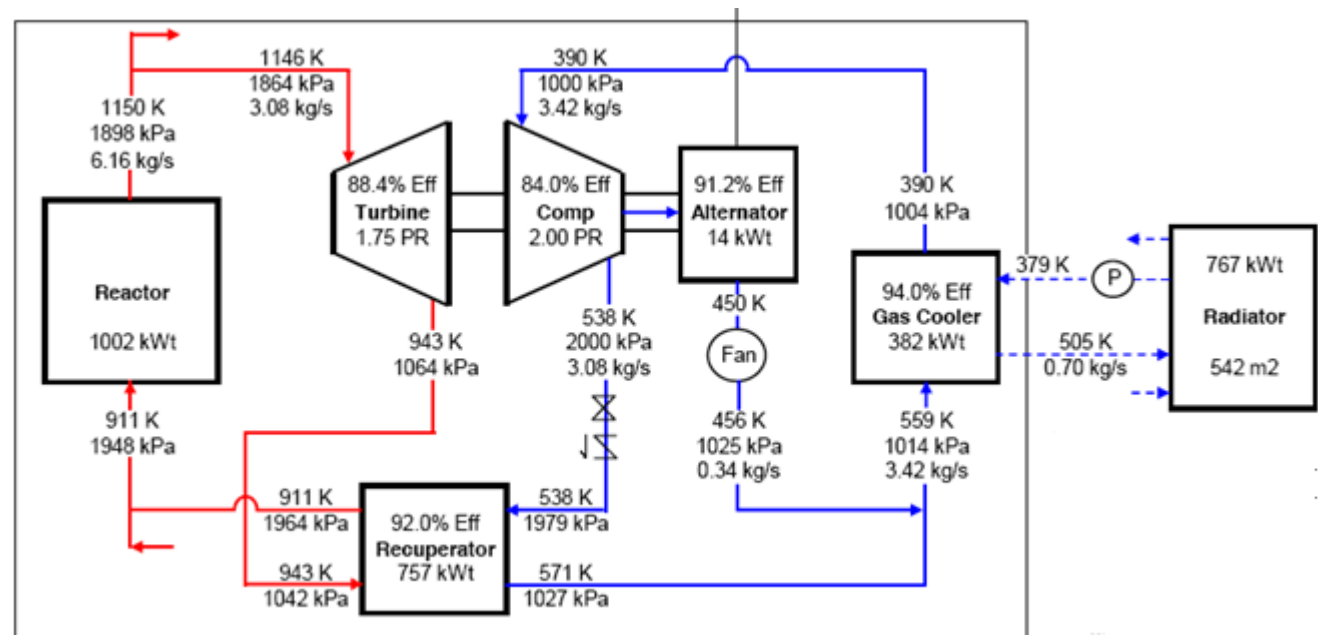 1146 K
1864 kPa
3.08 kg/s
390 K
1000 kPa
3.42 kg/s
1150 K
1898 kPa
6.16 kg/s
88.4% Eff
Turbine
1.75 PR
84.0% Eff
Comp
2.00 PR
91.2% Eff
Alternator
14 kWt
390 K
1004 kPa
Reactor
1002 kWt
943 K
1064 kPa
538 K
2000 kPa
3.08 kg/s
450 K
Fan
94.0% Eff
Gas Cooler
382 kWt
379 K
P
767 kWt
Radiator
542 m2
505 K
0.70 kg/s
911 K
1948 kPa
456 K
1025 kPa
0.34 kg/s
559 K
1014 kPa
3.42 kg/s
911 K
1964 kPa
92.0% Eff
Recuperator
757 kWt
538 K
1979 kPa
943 K
1042 kPa
571 K
1027 kPa